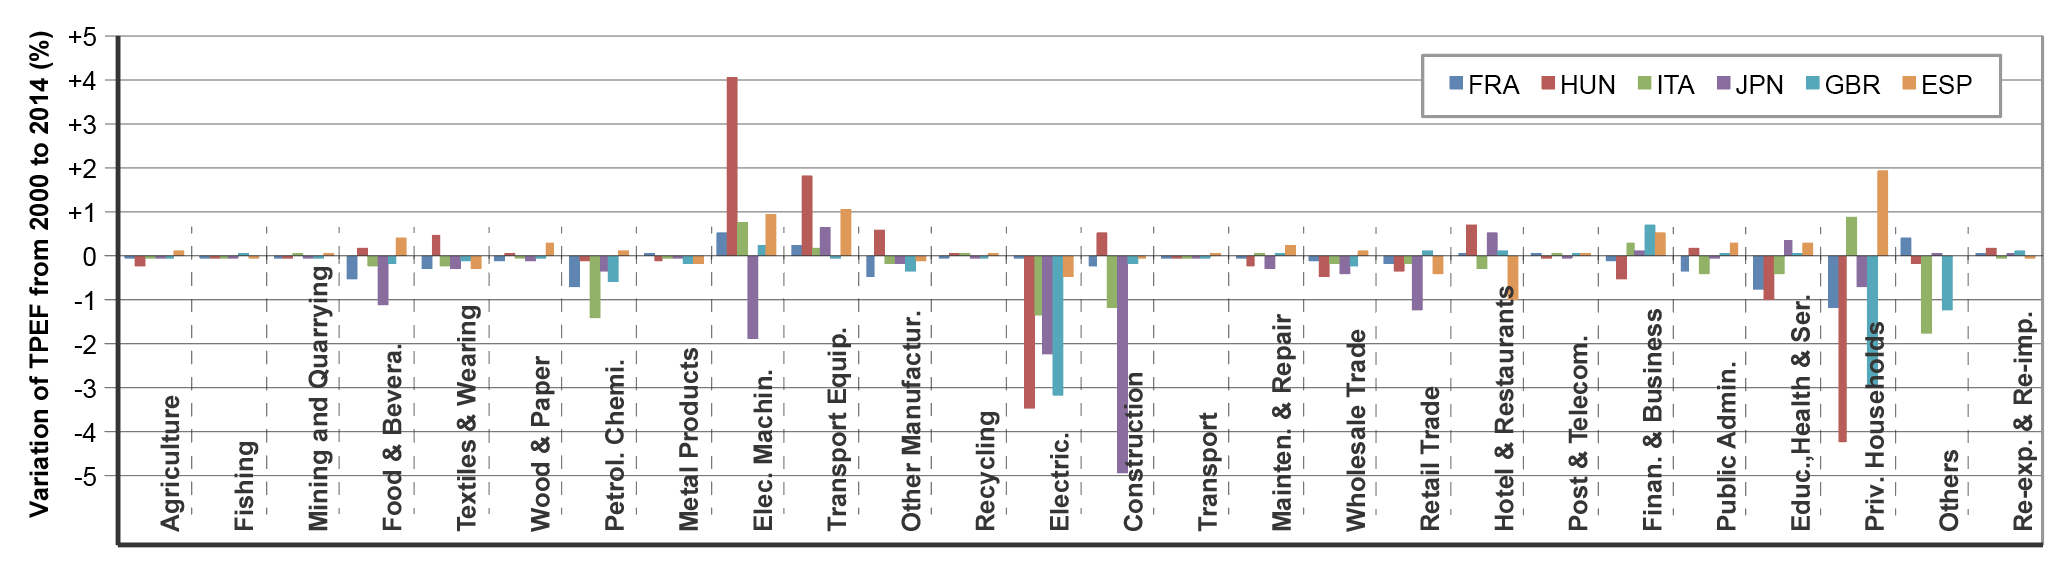 Variation of TPEF from 2000 to 2014 (%)
+5
+4
+3
+2
+1
0
-1
-2
-3
-4
-5
FRA HUN ITA JPN GBR ESP
Agriculture
Fishing
Mining and Quarrying
Food & Bevera.
Textiles & Wearing
Wood & Paper
Petrol. Chemi.
Metal Products
Elec. Machin.
Transport Equip.
Other Manufactur.
Recycling
Electric.
Construction
Transport
Mainten. & Repair
Wholesale Trade
Retail Trade
Hotel & Restaurants
Post & Telecom.
Finan. & Business
Public Admin.
Educ.,Health & Ser.
Priv. Households
Others
Re-exp. & Re-imp.